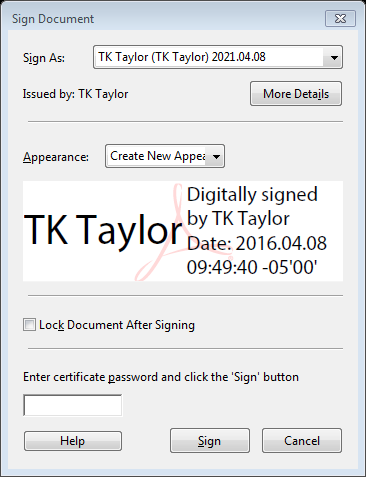 Sign Document
Sign As: TK Taylor (TK Taylor) 2021.04.08
Issued by: TK Taylor More Details
Appearance: Create New Appea
TK Taylor
Digitally signed
by TK Taylor
Date: 2016.04.08
09:49:40 -05'00'
Lock Document After Signing
Enter certificate password and click the 'Sign' button
Help Sign Cancel